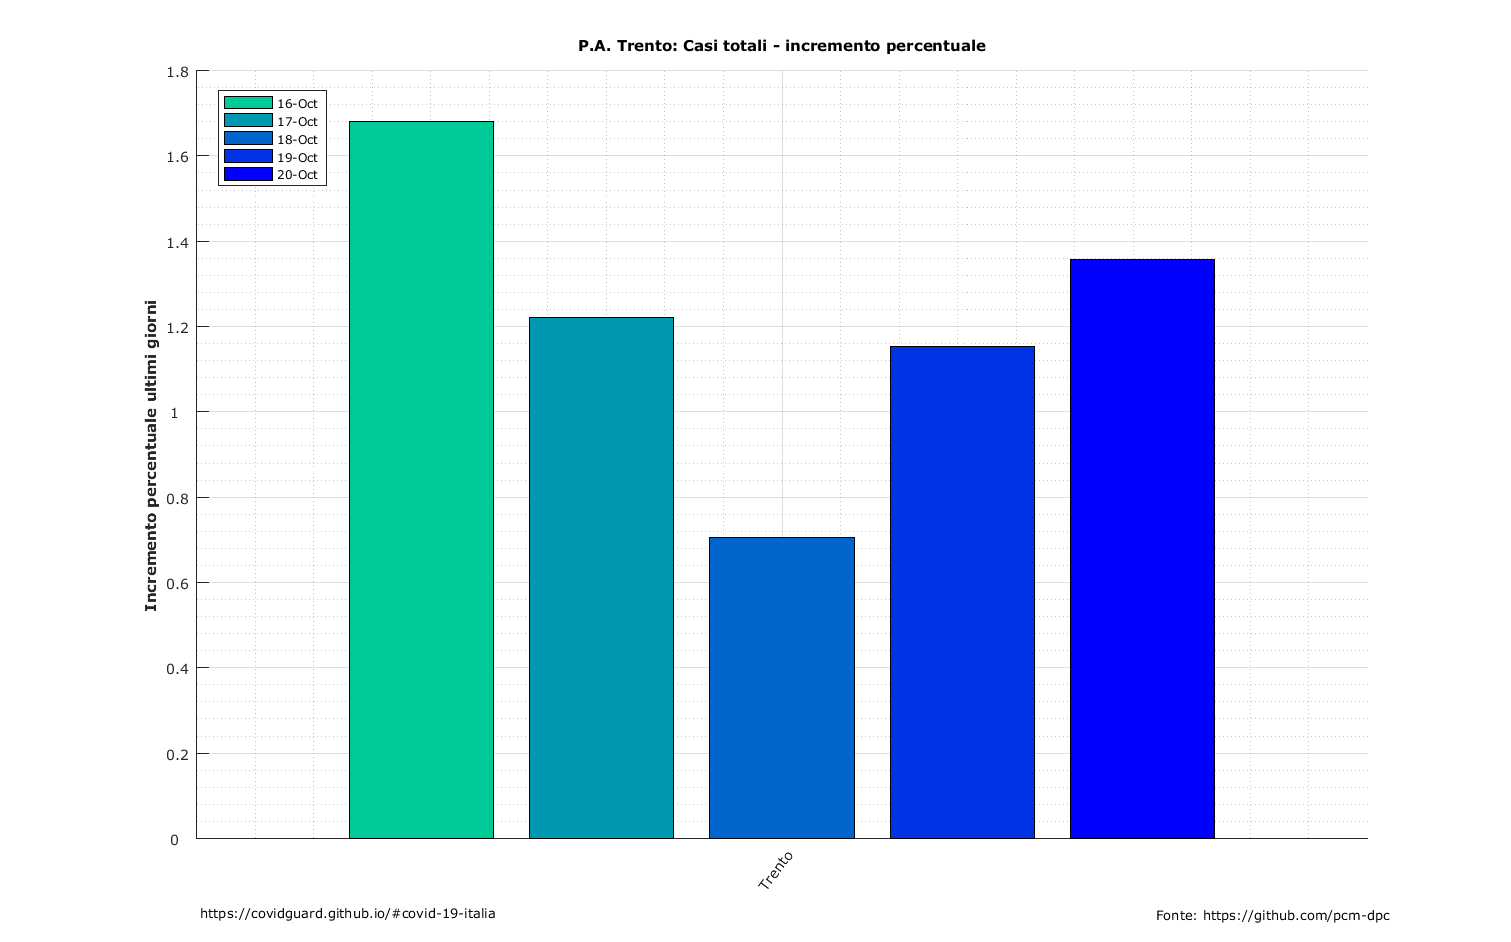 P.A. Trento: Casi totali - incremento percentuale
Incremento percentuale ultimi giorni
1.8
1.6
1.4
1.2
1
0.8
0.6
0.4
0.2
0
16-Oct
17-Oct
18-Oct
19-Oct
20-Oct
Trento
https://covidguard.github.io/#covid-19-italia
Fonte: https://github.com/pcm-dpc